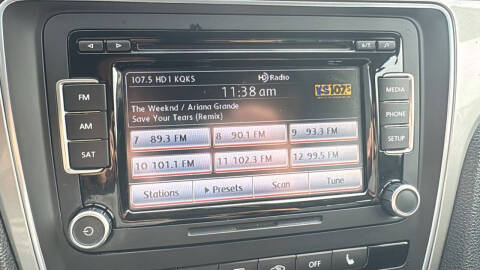 107.5 HD1 KQKS
HD Radio
11:38 am
KS107.5
The Weeknd / Ariana Grande
Save Your Tears (Remix)
7 89.3 FM
8 90.1 FM
9 93.3 FM
10 101.1 FM
11 102.3 FM
12 99.5 FM
Stations
Presets
Scan
Tune
FM
AM
SAT
MEDIA
PHONE
SETUP
OFF